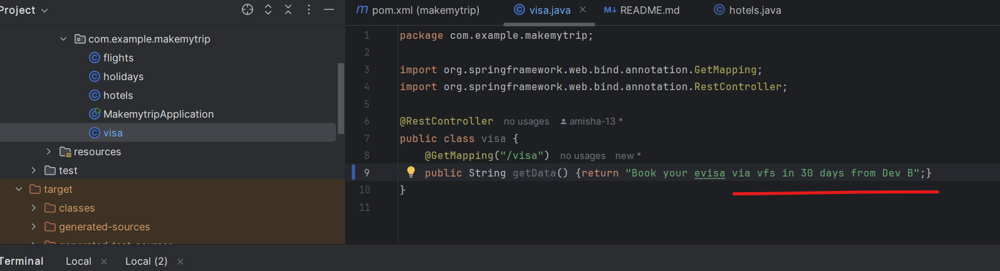 Project
pom.xml (makemytrip)
visa.java
README.md
hotels.java
com.example.makemytrip
flights
holidays
hotels
MakemytripApplication
visa
resources
test
target
classes
generated-sources
1 package com.example.makemytrip;
2
3 import org.springframework.web.bind.annotation.GetMapping;
4 import org.springframework.web.bind.annotation.RestController;
5
6 @RestController no usages amisha-13 *
7 public class visa {
8 @GetMapping("/visa") no usages new *
9 public String getData() {return "Book your evisa via vfs in 30 days from Dev B";}
10 }
11
Terminal Local Local (2)